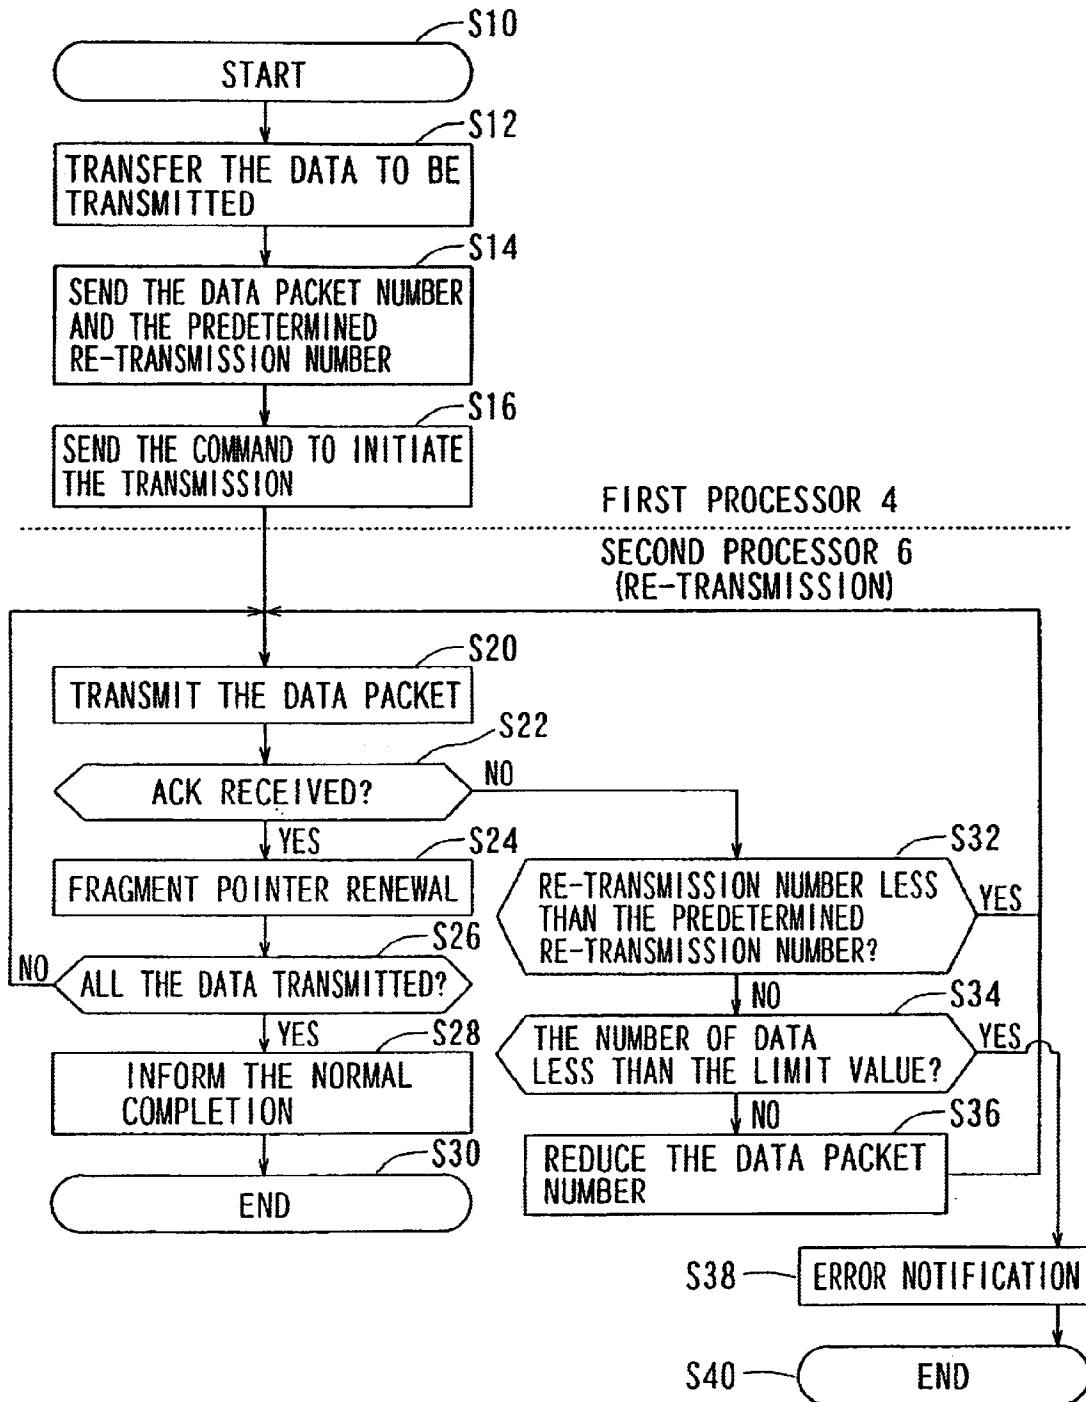 S10
START
S12
TRANSFER THE DATA TO BE
TRANSMITTED
S14
SEND THE DATA PACKET NUMBER
AND THE PREDETERMINED
RE-TRANSMISSION NUMBER
S16
SEND THE COMMAND TO INITIATE
THE TRANSMISSION
FIRST PROCESSOR 4
SECOND PROCESSOR 6
(RE-TRANSMISSION)
S20
TRANSMIT THE DATA PACKET
S22
ACK RECEIVED?
NO
YES
S24
FRAGMENT POINTER RENEWAL
S26
NO
ALL THE DATA TRANSMITTED?
YES
S28
INFORM THE NORMAL
COMPLETION
S30
END
S32
RE-TRANSMISSION NUMBER LESS
THAN THE PREDETERMINED
RE-TRANSMISSION NUMBER?
YES
NO
S34
THE NUMBER OF DATA
LESS THAN THE LIMIT VALUE?
YES
NO
S36
REDUCE THE DATA PACKET
NUMBER
S38
ERROR NOTIFICATION
S40
END